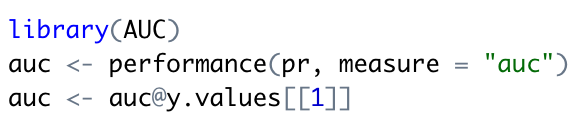 library(AUC)
auc <- performance(pr, measure = "auc")
auc <- auc@y.values[[1]]